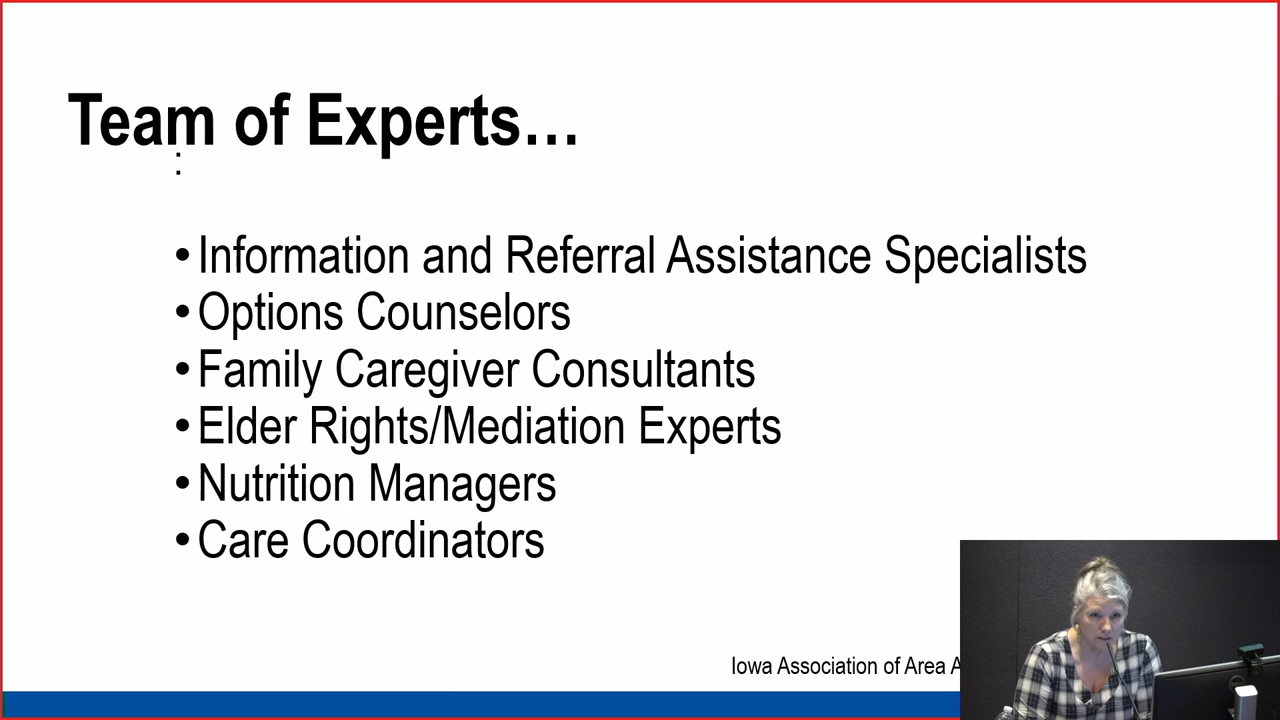 Team of Experts…
:
•Information and Referral Assistance Specialists
•Options Counselors
•Family Caregiver Consultants
•Elder Rights/Mediation Experts
•Nutrition Managers
•Care Coordinators
Iowa Association of Area